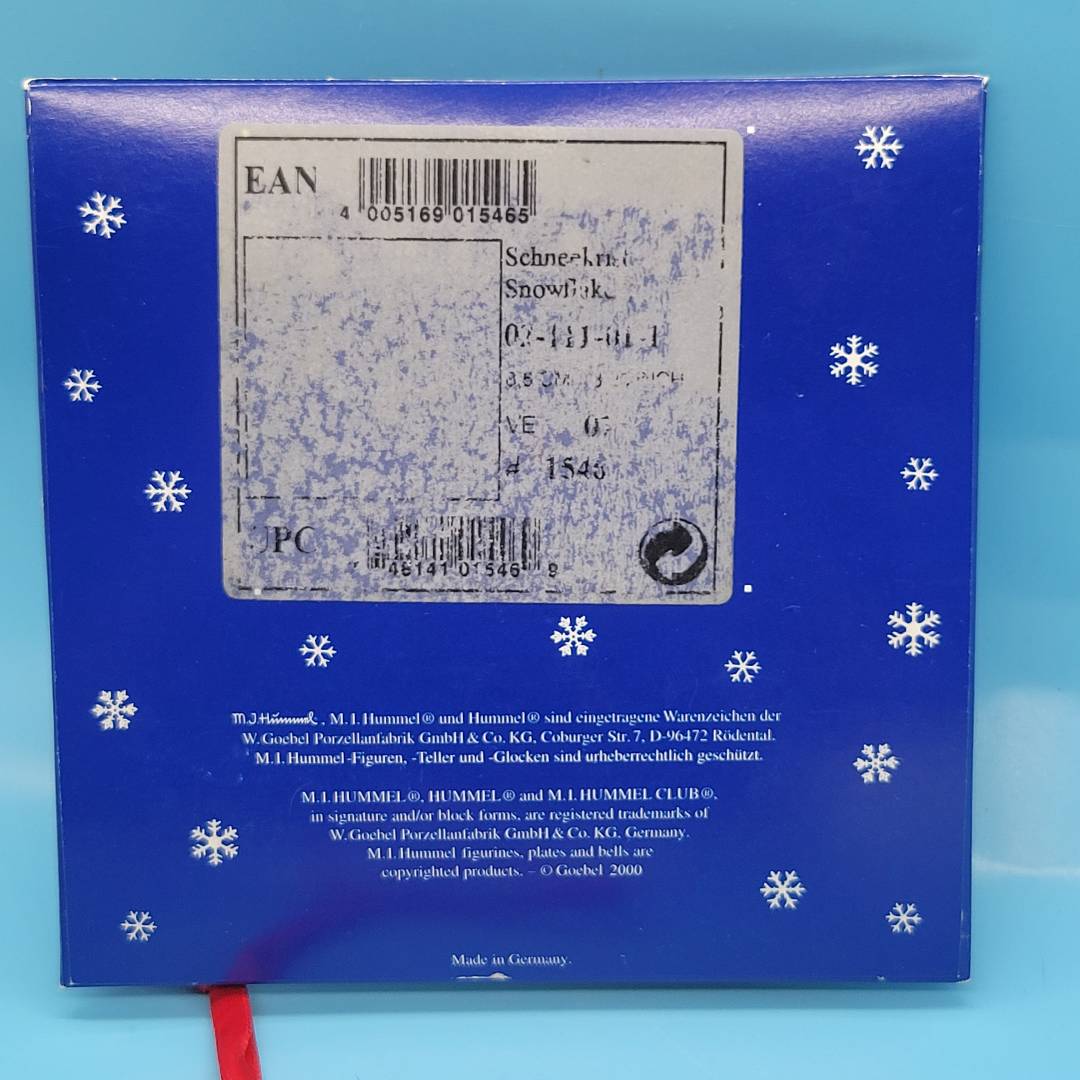 EAN
4 005169 015465
Snowflake
VE
# 1546
UPC
46141 01546 9
M.J.Hummel , M. I. Hummel® und Hummel® sind eingetragene Warenzeichen der
W. Goebel Porzellanfabrik GmbH & Co. KG, Coburger Str. 7, D-96472 Rödental.
M. I. Hummel-Figuren, -Teller und -Glocken sind urheberrechtlich geschützt.
M. I. HUMMEL®, HUMMEL® and M. I. HUMMEL CLUB®,
in signature and/or block forms, are registered trademarks of
W. Goebel Porzellanfabrik GmbH & Co. KG, Germany.
M. I. Hummel figurines, plates and bells are
copyrighted products. – © Goebel 2000
Made in Germany.